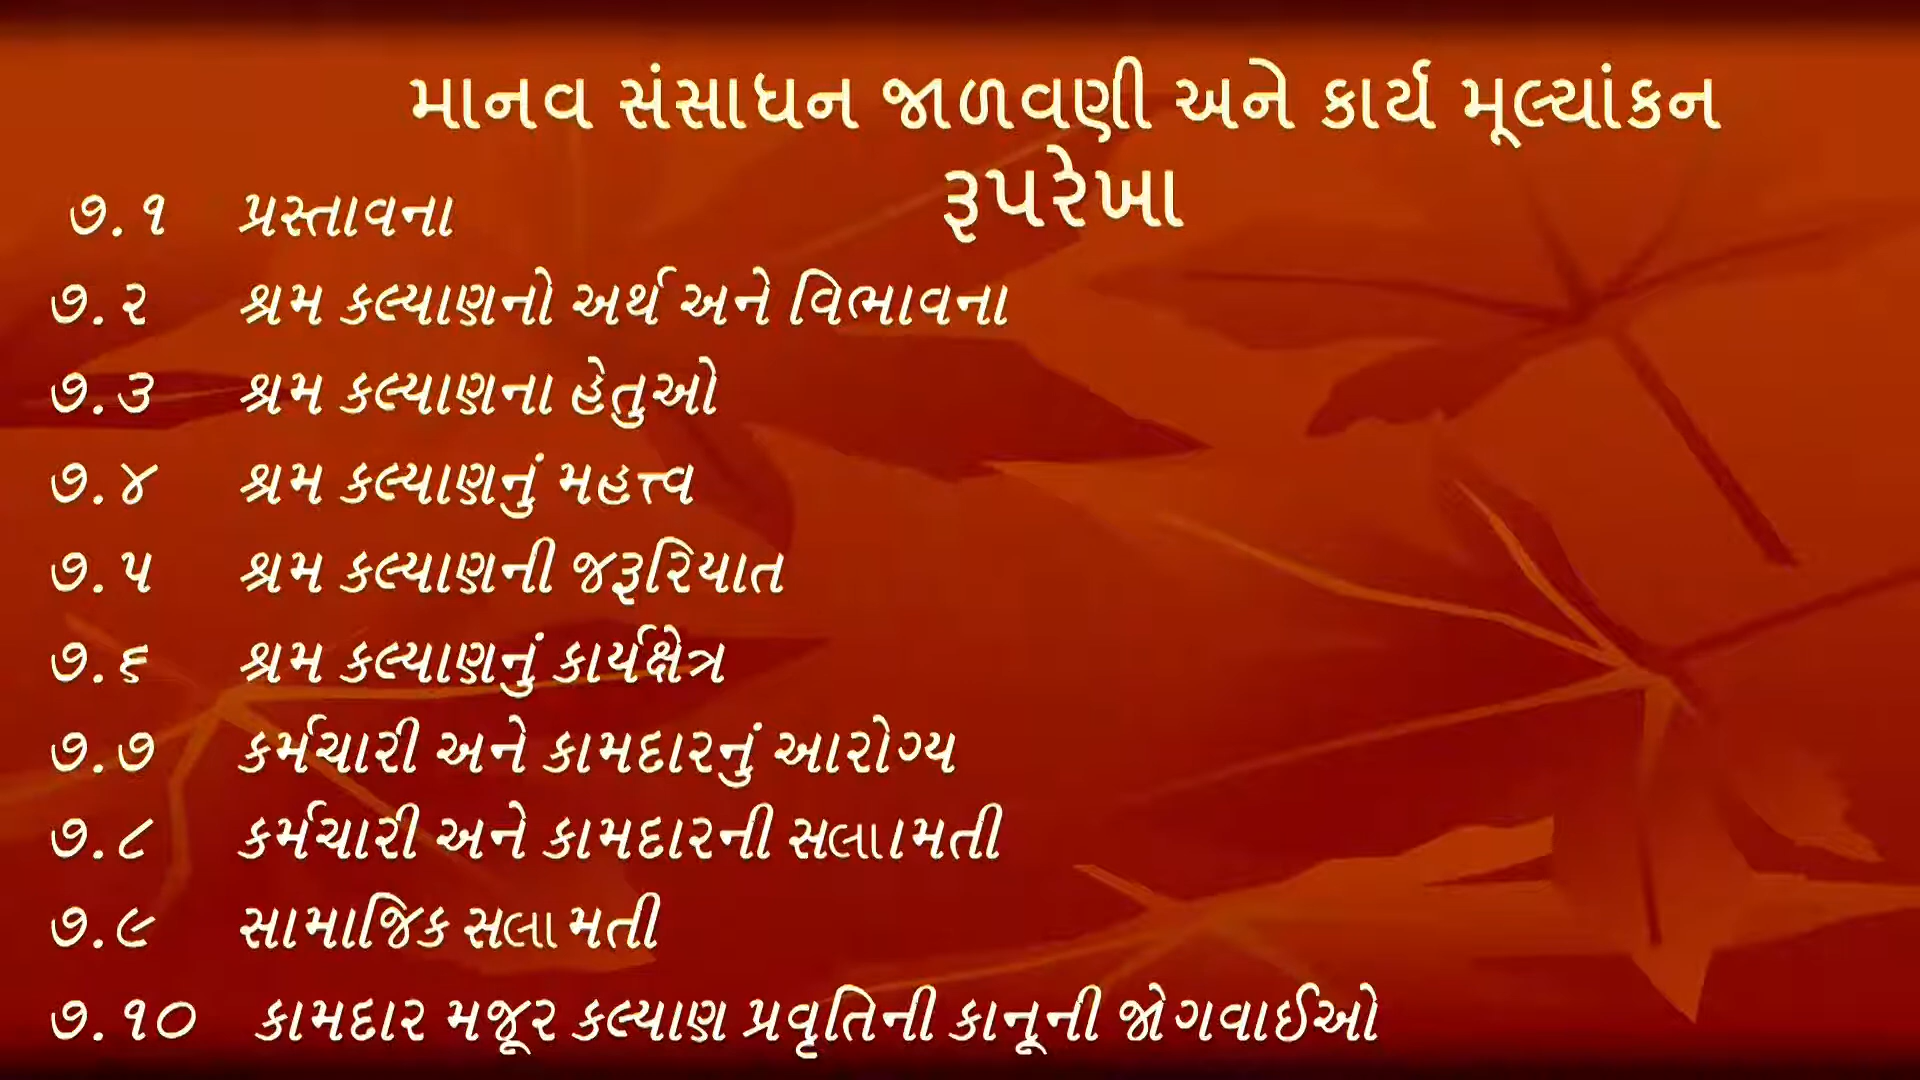 માનવ સંસાધન જાળવણી અને કાર્ય મૂલ્યાંકન
રૂપરેખા
૭.૧ પ્રસ્તાવના
૭.૨ શ્રમ કલ્યાણનો અર્થ અને વિભાવના
૭.૩ શ્રમ કલ્યાણના હેતુઓ
૭.૪ શ્રમ કલ્યાણનું મહત્ત્વ
૭.૫ શ્રમ કલ્યાણની જરૂરિયાત
૭.૬ શ્રમ કલ્યાણનું કાર્યક્ષેત્ર
૭.૭ કર્મચારી અને કામદારનું આરોગ્ય
૭.૮ કર્મચારી અને કામદારની સલાામતી
૭.૯ સામાજિક સલામતી
૭.૧૦ કામદાર મજૂર કલ્યાણ પ્રવૃતિની કાનૂની જોગવાઈઓ